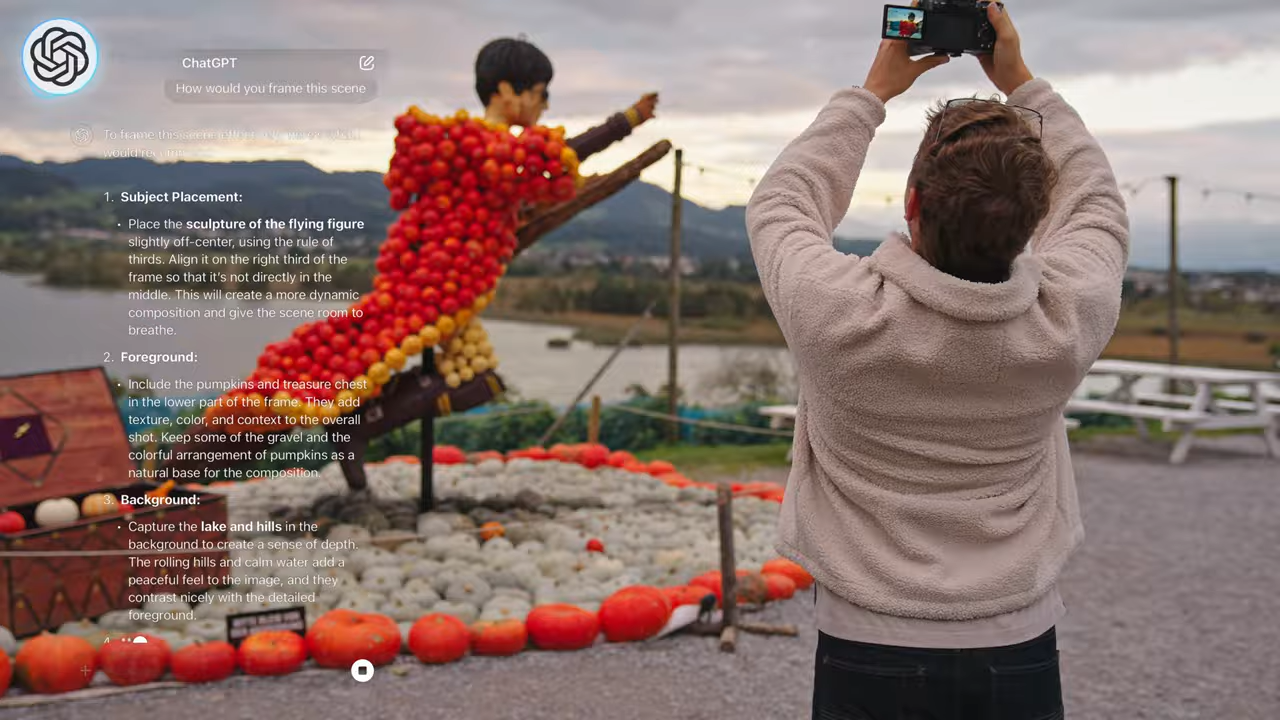 ChatGPT
How would you frame this scene
To frame this scene
would
1. Subject Placement:
• Place the sculpture of the flying figure
slightly off-center, using the rule of
thirds. Align it on the right third of the
frame so that it's not directly in the
middle. This will create a more dynamic
composition and give the scene room to
breathe.
2. Foreground:
• Include the pumpkins and treasure chest
in the lower part of the frame. They add
texture, color, and context to the overall
shot. Keep some of the gravel and the
colorful arrangement of pumpkins as a
natural base for the composition.
3. Background:
• Capture the lake and hills in the
background to create a sense of depth.
The rolling hills and calm water add a
peaceful feel to the image, and they
contrast nicely with the detailed
foreground.
4.